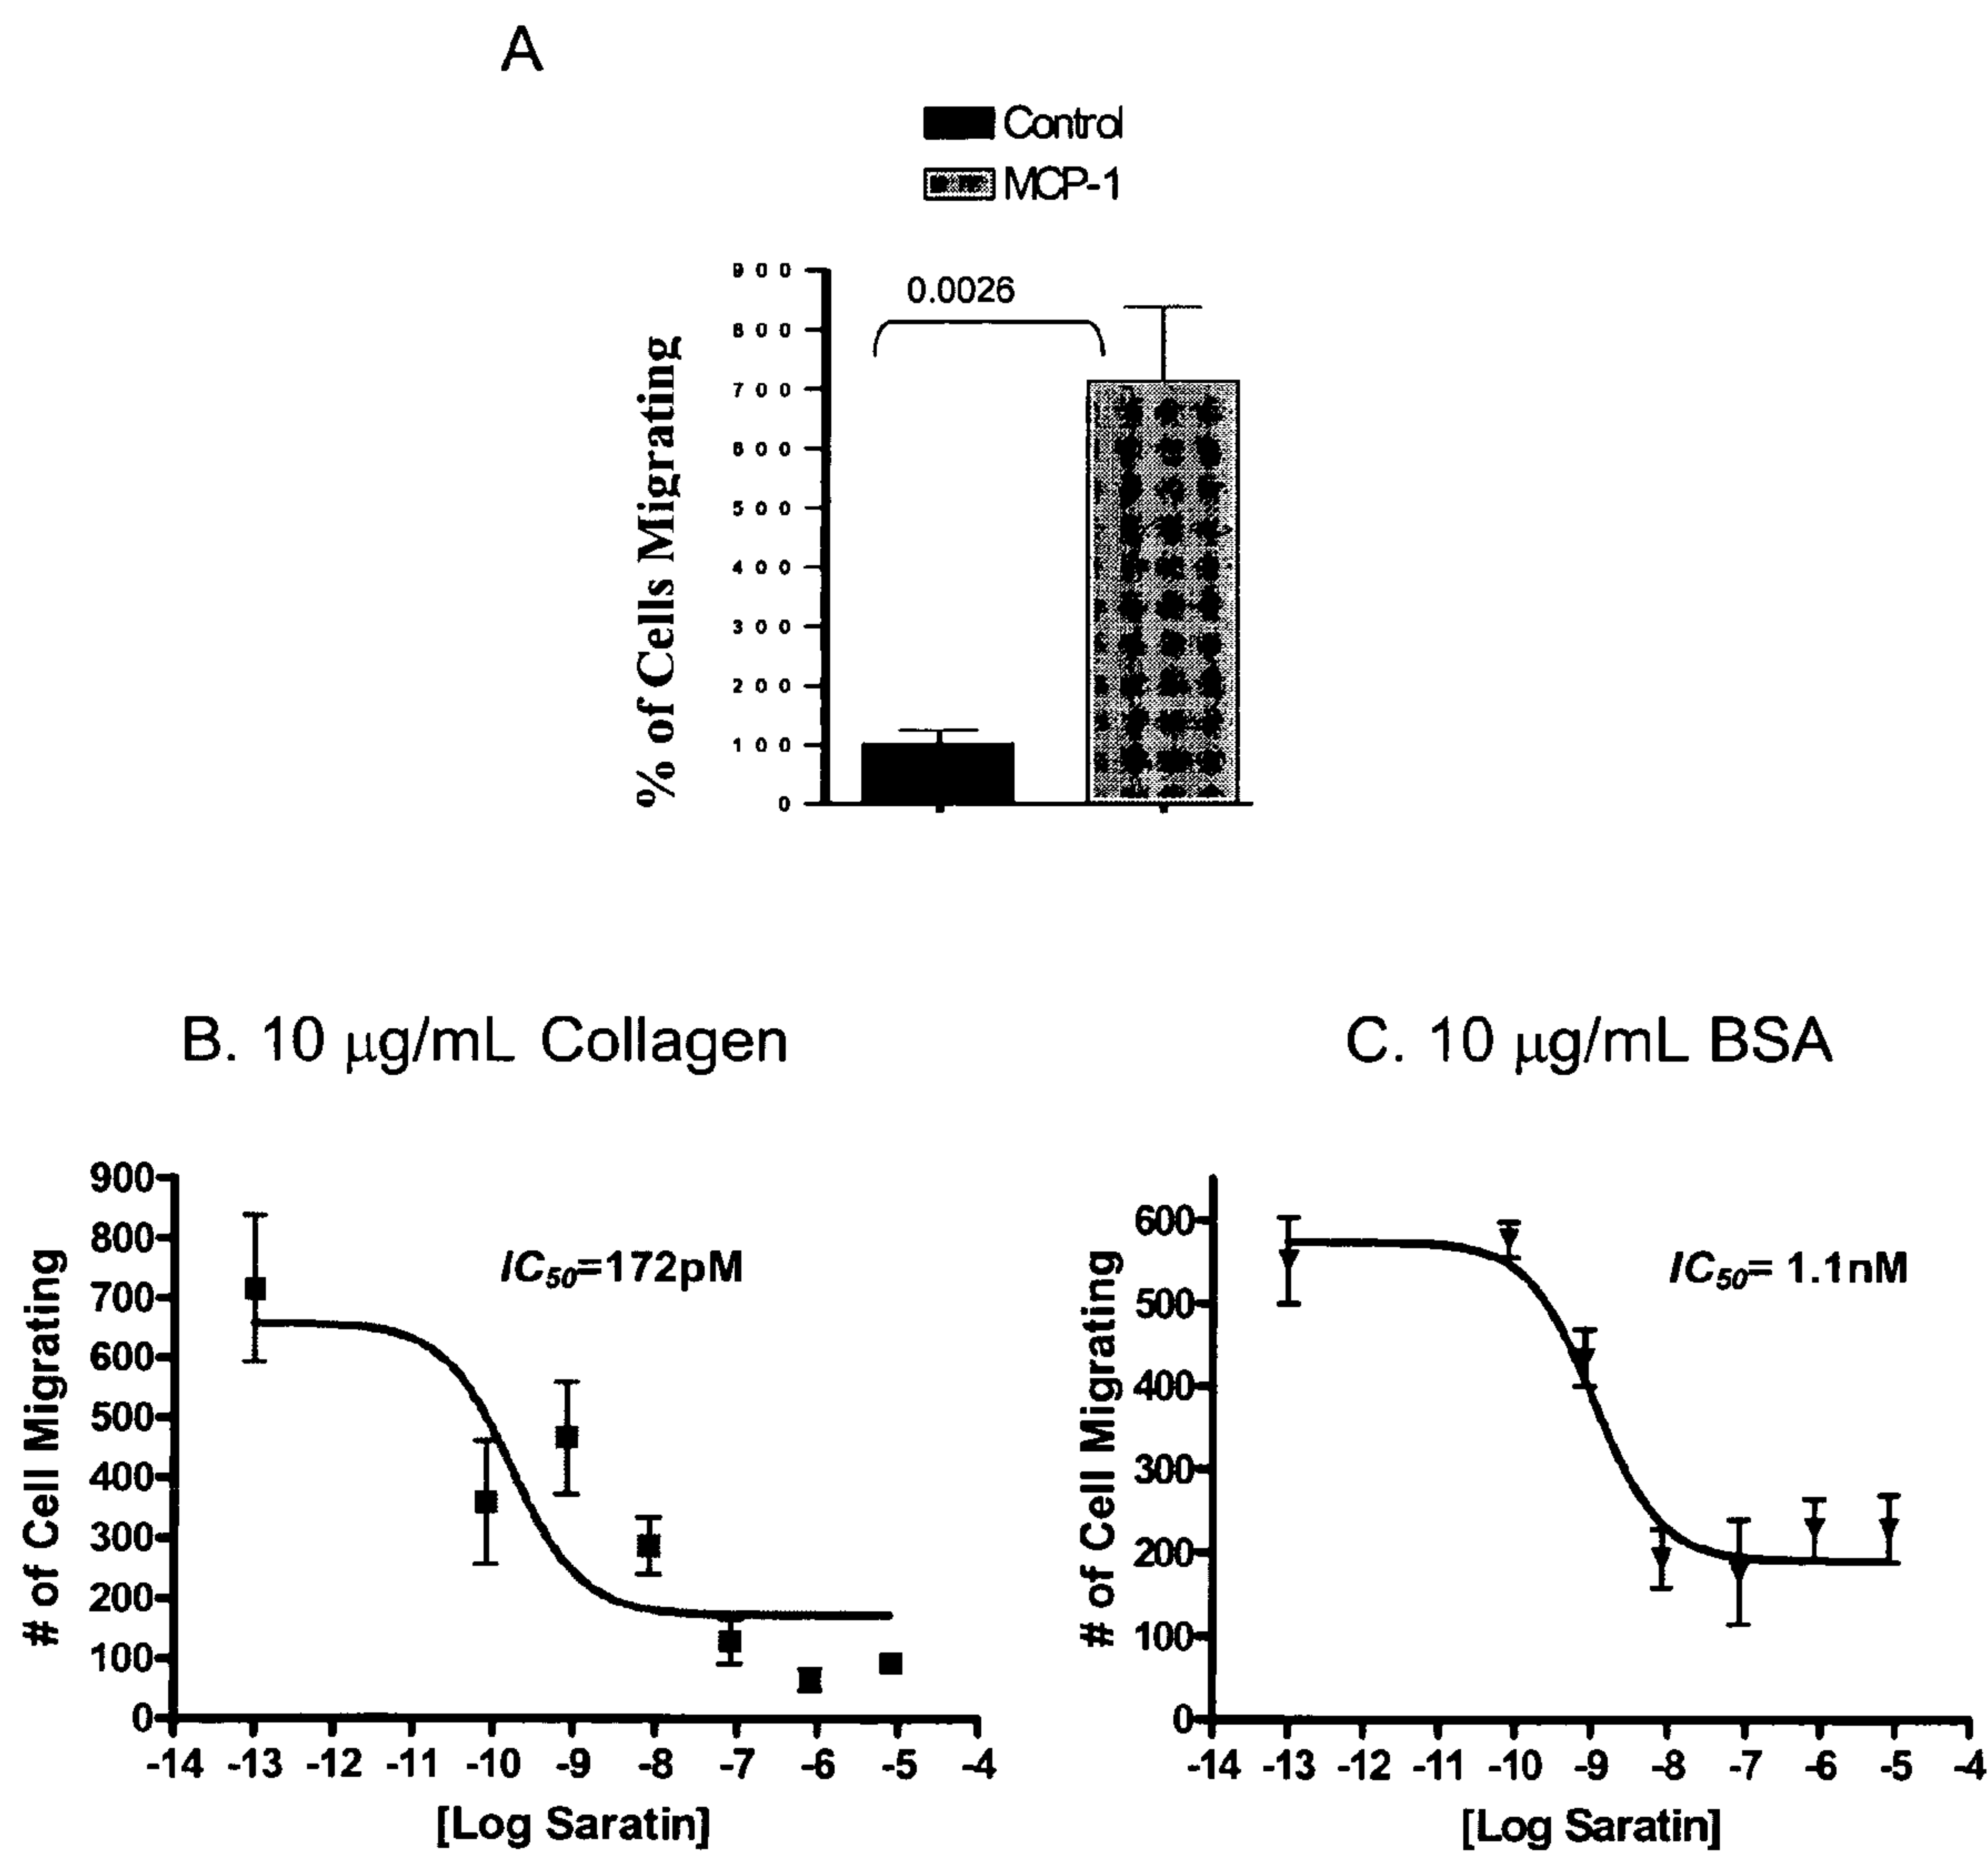 A
Control
MCP-1
0.0026
% of Cells Migrating
900
800
700
600
500
400
300
200
100
0
B. 10 μg/mL Collagen
IC50=172pM
# of Cell Migrating
900
800
700
600
500
400
300
200
100
0
-14 -13 -12 -11 -10 -9 -8 -7 -6 -5 -4
[Log Saratin]
C. 10 μg/mL BSA
IC50= 1.1nM
# of Cell Migrating
600
500
400
300
200
100
0
-14 -13 -12 -11 -10 -9 -8 -7 -6 -5 -4
[Log Saratin]